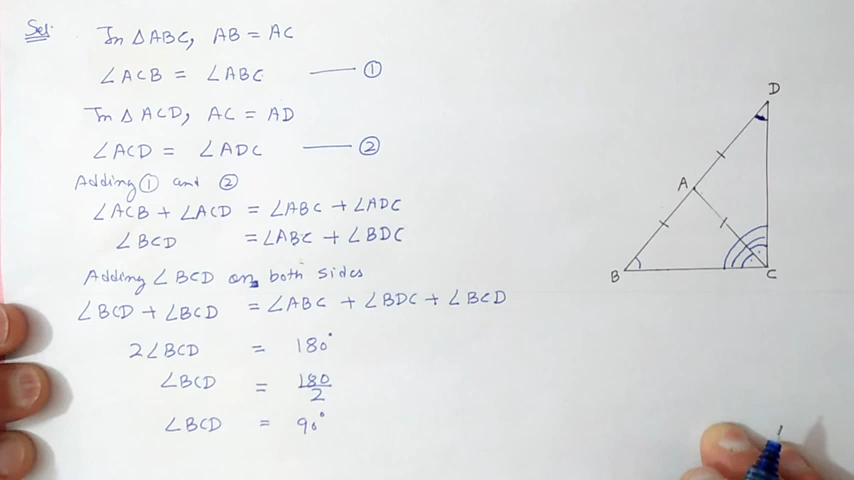 Sol:
In △ABC, AB = AC
∠ACB = ∠ABC —— ①
In △ACD, AC = AD
∠ACD = ∠ADC —— ②
Adding ① and ②
∠ACB + ∠ACD = ∠ABC + ∠ADC
∠BCD = ∠ABC + ∠BDC
Adding ∠BCD on both sides
∠BCD + ∠BCD = ∠ABC + ∠BDC + ∠BCD
2∠BCD = 180°
∠BCD = 180/2
∠BCD = 90°
D
A
B
C